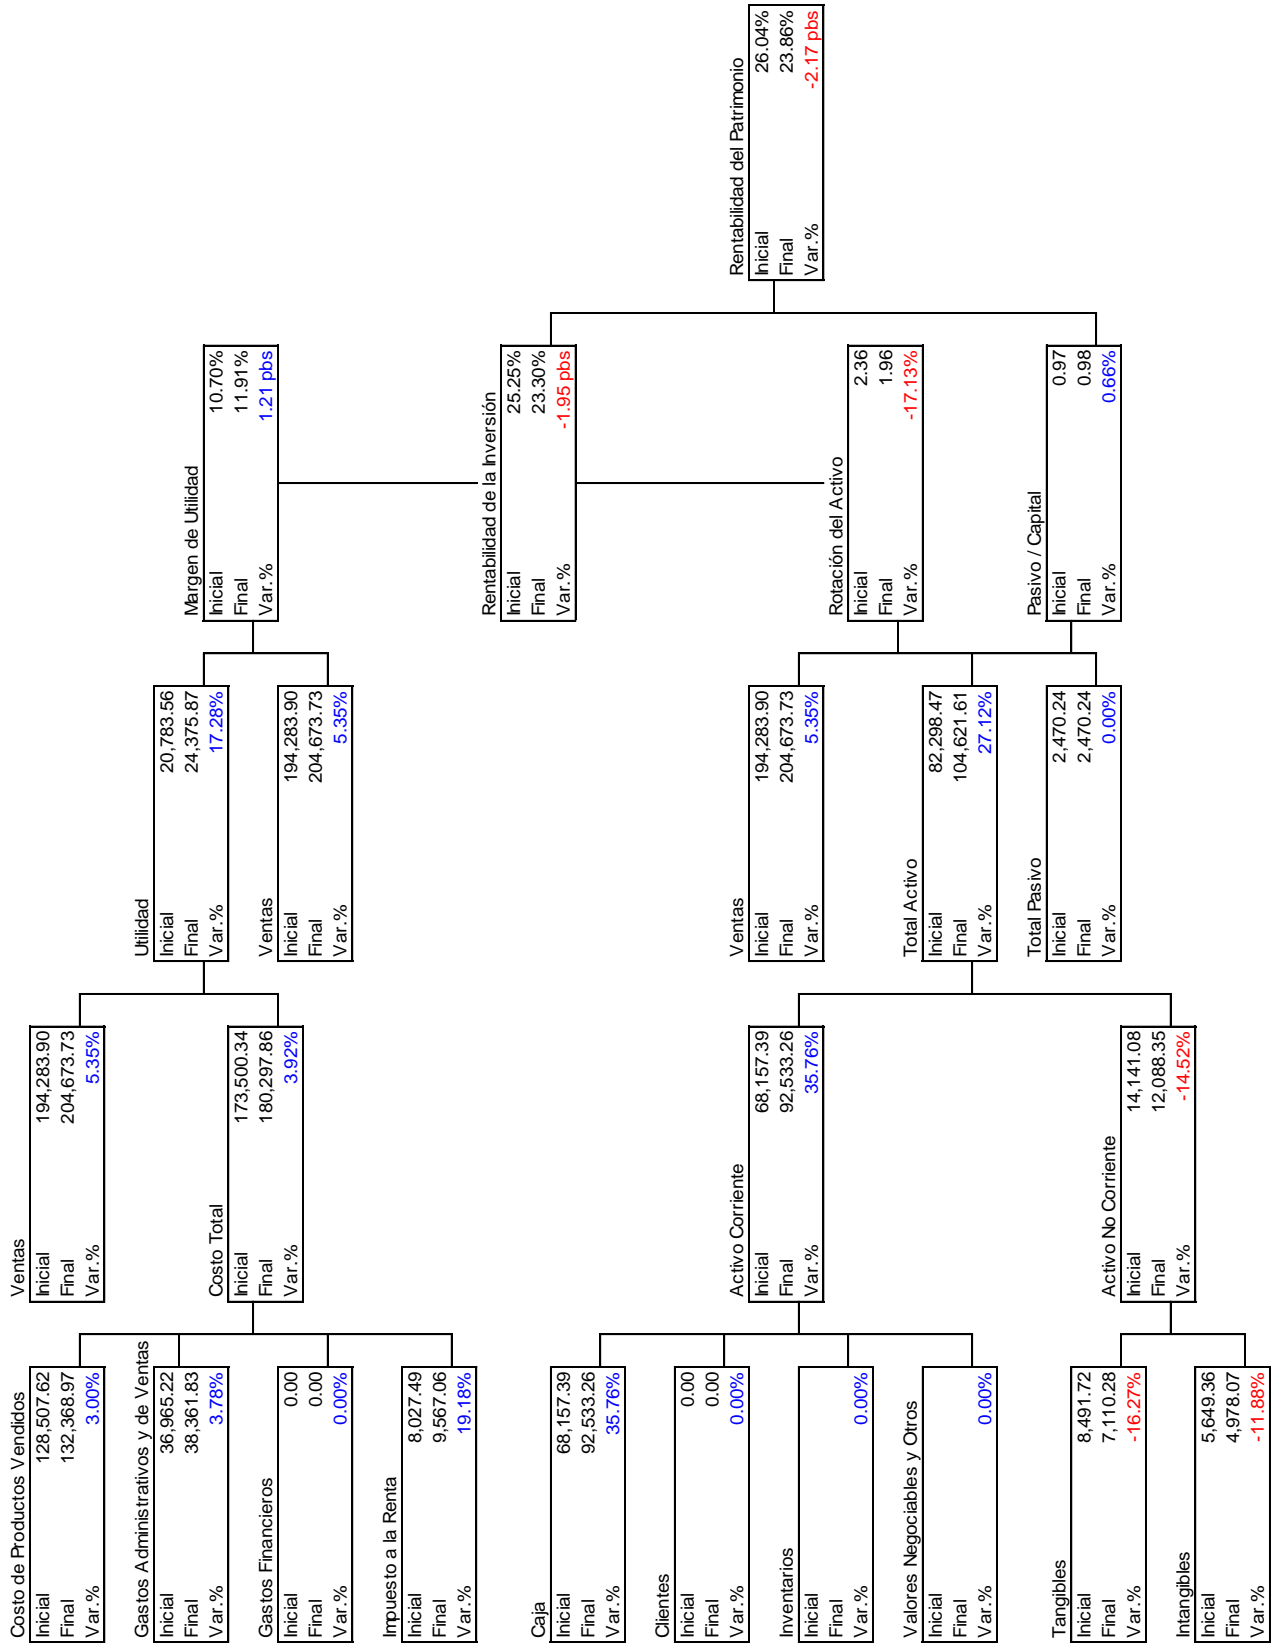 Costo de Productos Vendidos
Inicial 128,507.62
Final 132,368.97
Var.% 3.00%
Gastos Administrativos y de Ventas
Inicial 36,965.22
Final 38,361.83
Var.% 3.78%
Gastos Financieros
Inicial 0.00
Final 0.00
Var.% 0.00%
Impuesto a la Renta
Inicial 8,027.49
Final 9,567.06
Var.% 19.18%
Caja
Inicial 68,157.39
Final 92,533.26
Var.% 35.76%
Clientes
Inicial 0.00
Final 0.00
Var.% 0.00%
Inventarios
Inicial
Final
Var.% 0.00%
Valores Negociables y Otros
Inicial
Final
Var.% 0.00%
Tangibles
Inicial 8,491.72
Final 7,110.28
Var.% -16.27%
Intangibles
Inicial 5,649.36
Final 4,978.07
Var.% -11.88%
Ventas
Inicial 194,283.90
Final 204,673.73
Var.% 5.35%
Costo Total
Inicial 173,500.34
Final 180,297.86
Var.% 3.92%
Activo Corriente
Inicial 68,157.39
Final 92,533.26
Var.% 35.76%
Activo No Corriente
Inicial 14,141.08
Final 12,088.35
Var.% -14.52%
Utilidad
Inicial 20,783.56
Final 24,375.87
Var.% 17.28%
Ventas
Inicial 194,283.90
Final 204,673.73
Var.% 5.35%
Ventas
Inicial 194,283.90
Final 204,673.73
Var.% 5.35%
Total Activo
Inicial 82,298.47
Final 104,621.61
Var.% 27.12%
Total Pasivo
Inicial 2,470.24
Final 2,470.24
Var.% 0.00%
Margen de Utilidad
Inicial 10.70%
Final 11.91%
Var.% 1.21 pbs
Rentabilidad de la Inversión
Inicial 25.25%
Final 23.30%
Var.% -1.95 pbs
Rotación del Activo
Inicial 2.36
Final 1.96
Var.% -17.13%
Pasivo / Capital
Inicial 0.97
Final 0.98
Var.% 0.66%
Rentabilidad del Patrimonio
Inicial 26.04%
Final 23.86%
Var.% -2.17 pbs